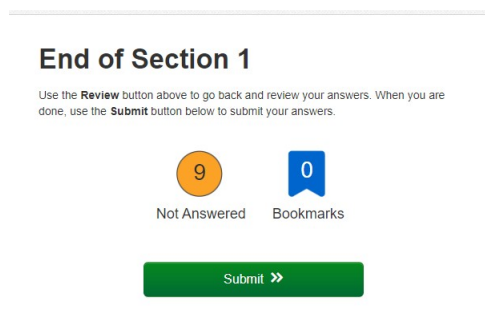 End of Section 1
Use the Review button above to go back and review your answers. When you are
done, use the Submit button below to submit your answers.
9
0
Not Answered
Bookmarks
Submit »